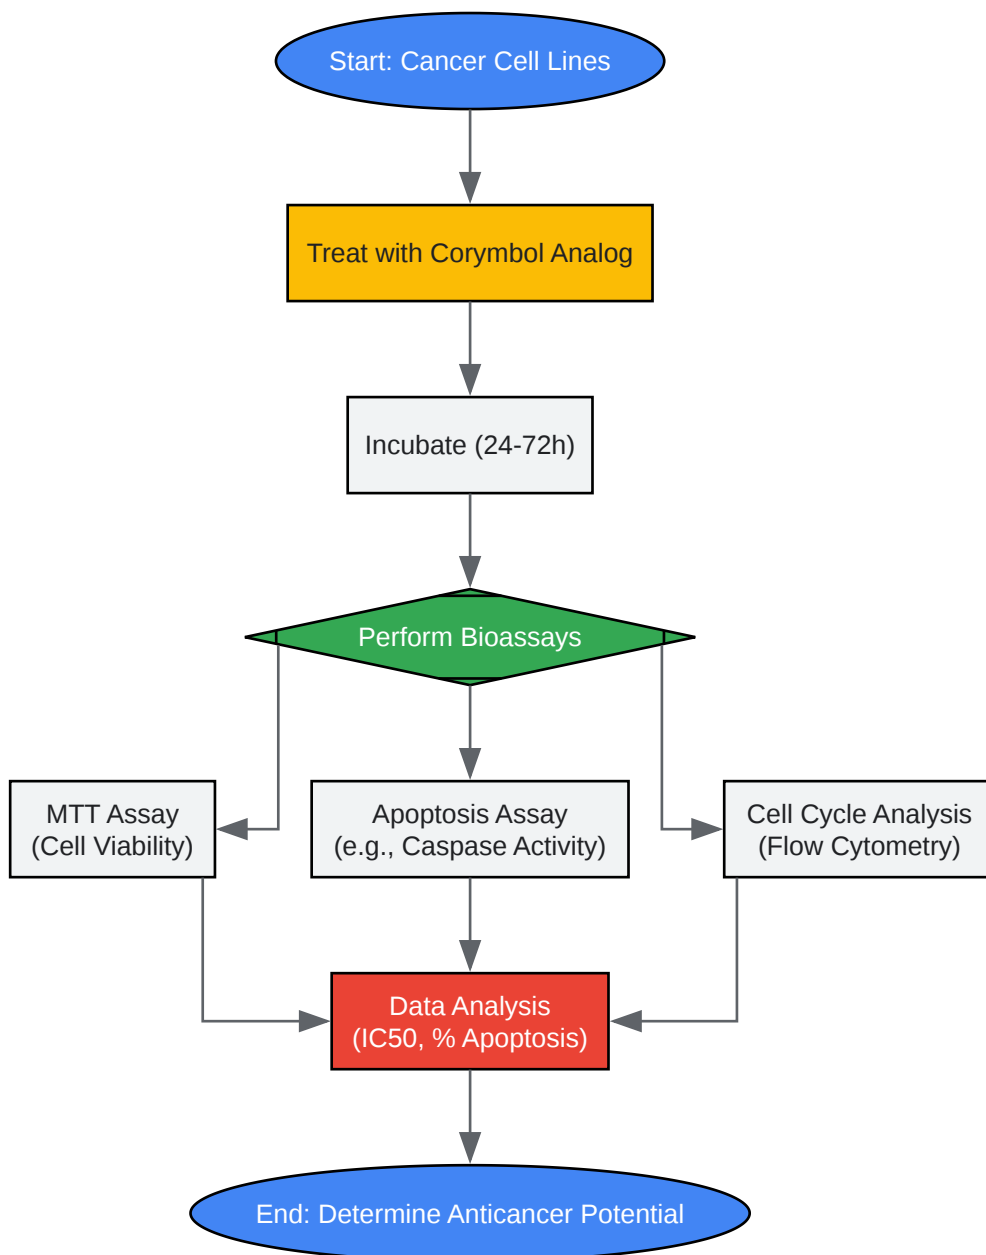 Start: Cancer Cell Lines
Treat with Corymbol Analog
Incubate (24-72h)
Perform Bioassays
MTT Assay
(Cell Viability)
Apoptosis Assay
(e.g., Caspase Activity)
Cell Cycle Analysis
(Flow Cytometry)
Data Analysis
(IC50, % Apoptosis)
End: Determine Anticancer Potential